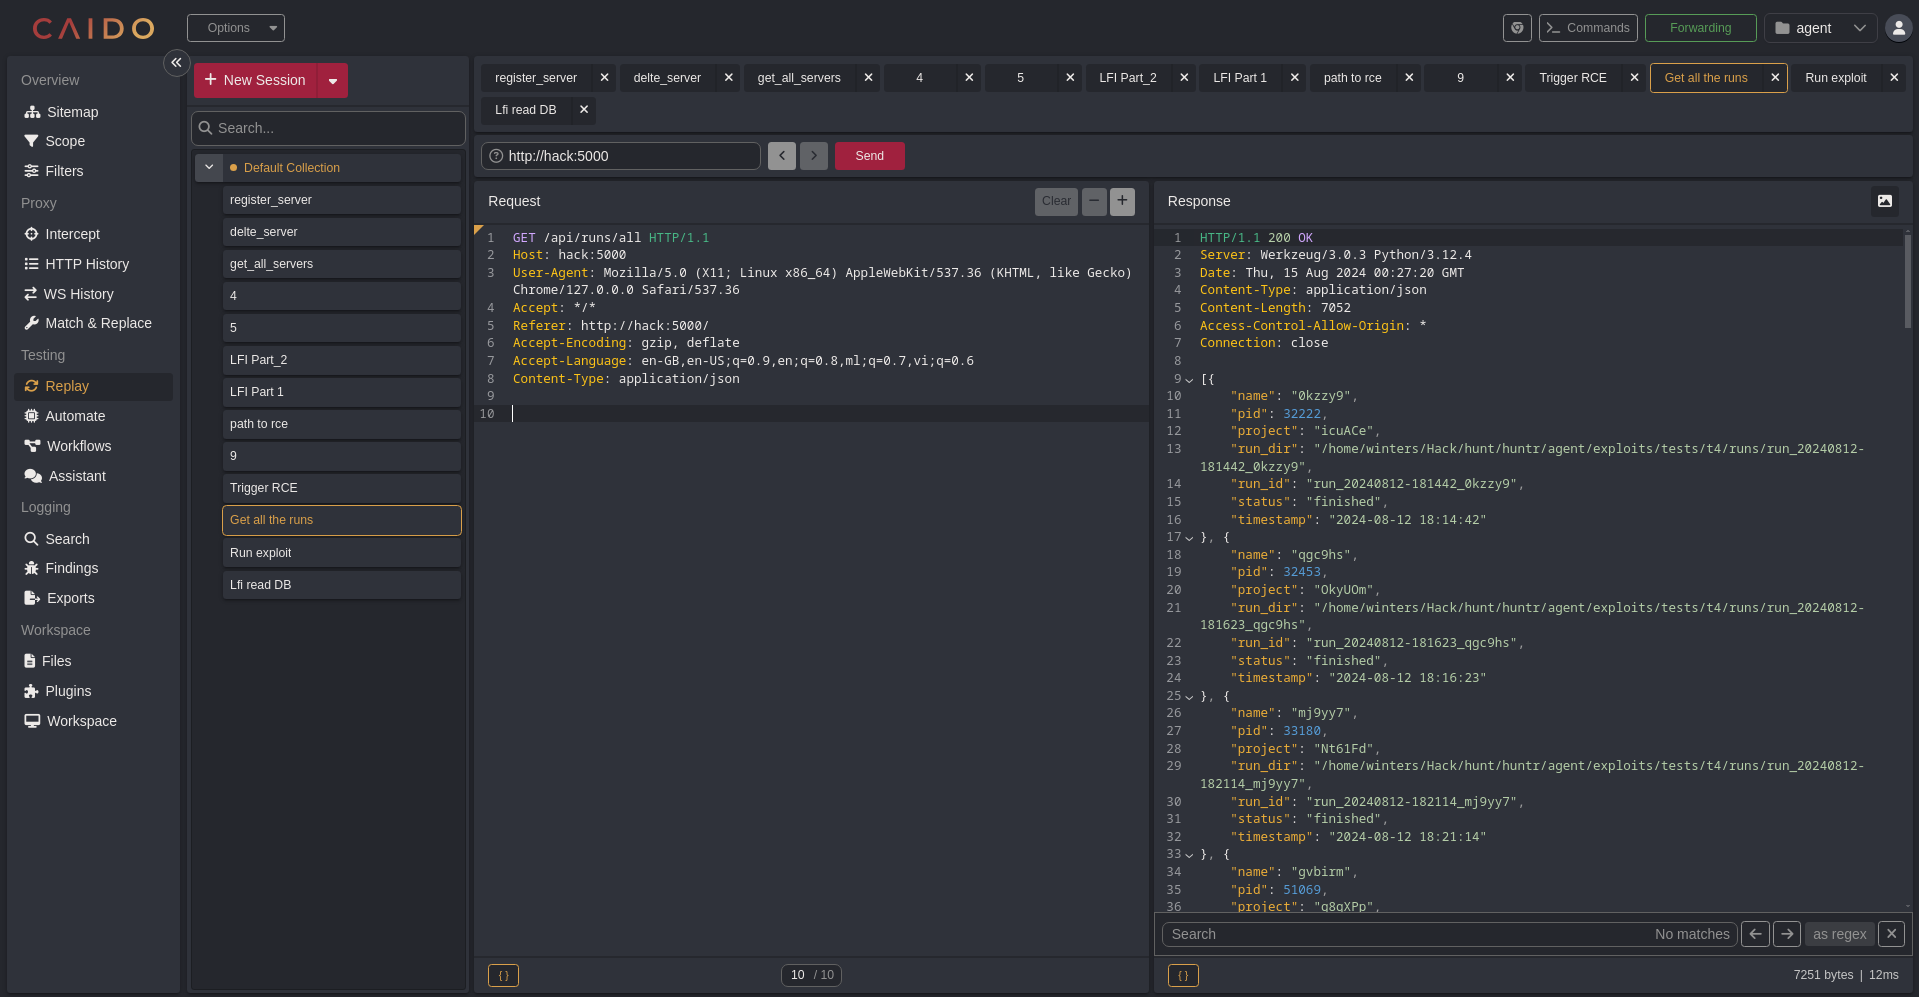 CAIDO
Options
Commands
Forwarding
agent
Overview
Sitemap
Scope
Filters
Proxy
Intercept
HTTP History
WS History
Match & Replace
Testing
Replay
Automate
Workflows
Assistant
Logging
Search
Findings
Exports
Workspace
Files
Plugins
Workspace
+ New Session
Search...
Default Collection
register_server
delte_server
get_all_servers
4
5
LFI Part_2
LFI Part 1
path to rce
9
Trigger RCE
Get all the runs
Run exploit
Lfi read DB
register_server × delte_server × get_all_servers × 4 × 5 × LFI Part_2 × LFI Part 1 × path to rce × 9 × Trigger RCE × Get all the runs × Run exploit ×
Lfi read DB ×
http://hack:5000
Send
Request
Clear − +
1 GET /api/runs/all HTTP/1.1
2 Host: hack:5000
3 User-Agent: Mozilla/5.0 (X11; Linux x86_64) AppleWebKit/537.36 (KHTML, like Gecko)
Chrome/127.0.0.0 Safari/537.36
4 Accept: */*
5 Referer: http://hack:5000/
6 Accept-Encoding: gzip, deflate
7 Accept-Language: en-GB,en-US;q=0.9,en;q=0.8,ml;q=0.7,vi;q=0.6
8 Content-Type: application/json
9
10
{ }
10 / 10
Response
1 HTTP/1.1 200 OK
2 Server: Werkzeug/3.0.3 Python/3.12.4
3 Date: Thu, 15 Aug 2024 00:27:20 GMT
4 Content-Type: application/json
5 Content-Length: 7052
6 Access-Control-Allow-Origin: *
7 Connection: close
8
9 [{
10 "name": "0kzzy9",
11 "pid": 32222,
12 "project": "icuACe",
13 "run_dir": "/home/winters/Hack/hunt/huntr/agent/exploits/tests/t4/runs/run_20240812-
181442_0kzzy9",
14 "run_id": "run_20240812-181442_0kzzy9",
15 "status": "finished",
16 "timestamp": "2024-08-12 18:14:42"
17 }, {
18 "name": "qgc9hs",
19 "pid": 32453,
20 "project": "OkyUOm",
21 "run_dir": "/home/winters/Hack/hunt/huntr/agent/exploits/tests/t4/runs/run_20240812-
181623_qgc9hs",
22 "run_id": "run_20240812-181623_qgc9hs",
23 "status": "finished",
24 "timestamp": "2024-08-12 18:16:23"
25 }, {
26 "name": "mj9yy7",
27 "pid": 33180,
28 "project": "Nt61Fd",
29 "run_dir": "/home/winters/Hack/hunt/huntr/agent/exploits/tests/t4/runs/run_20240812-
182114_mj9yy7",
30 "run_id": "run_20240812-182114_mj9yy7",
31 "status": "finished",
32 "timestamp": "2024-08-12 18:21:14"
33 }, {
34 "name": "gvbirm",
35 "pid": 51069,
36 "project": "q8qXPp",
Search
No matches
as regex
{ }
7251 bytes | 12ms